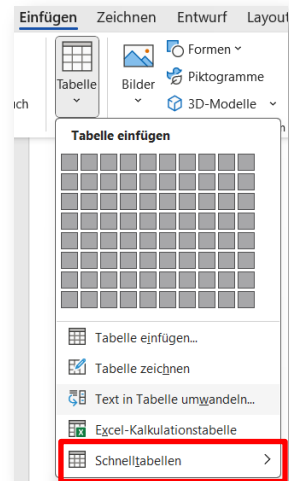 Einfügen Zeichnen Entwurf Layout
Tabelle
Bilder
Formen
Piktogramme
3D-Modelle
Tabelle einfügen
Tabelle einfügen...
Tabelle zeichnen
Text in Tabelle umwandeln...
Excel-Kalkulationstabelle
Schnelltabellen